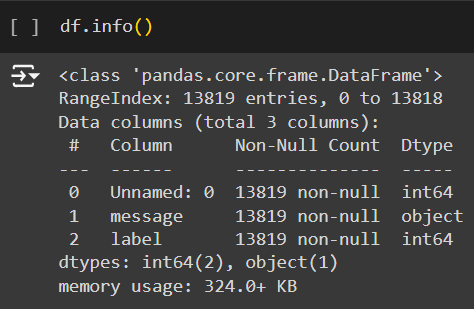 [ ] df.info()
<class 'pandas.core.frame.DataFrame'>
RangeIndex: 13819 entries, 0 to 13818
Data columns (total 3 columns):
 #   Column      Non-Null Count  Dtype
---  ------      --------------  -----
 0   Unnamed: 0  13819 non-null  int64
 1   message     13819 non-null  object
 2   label       13819 non-null  int64
dtypes: int64(2), object(1)
memory usage: 324.0+ KB